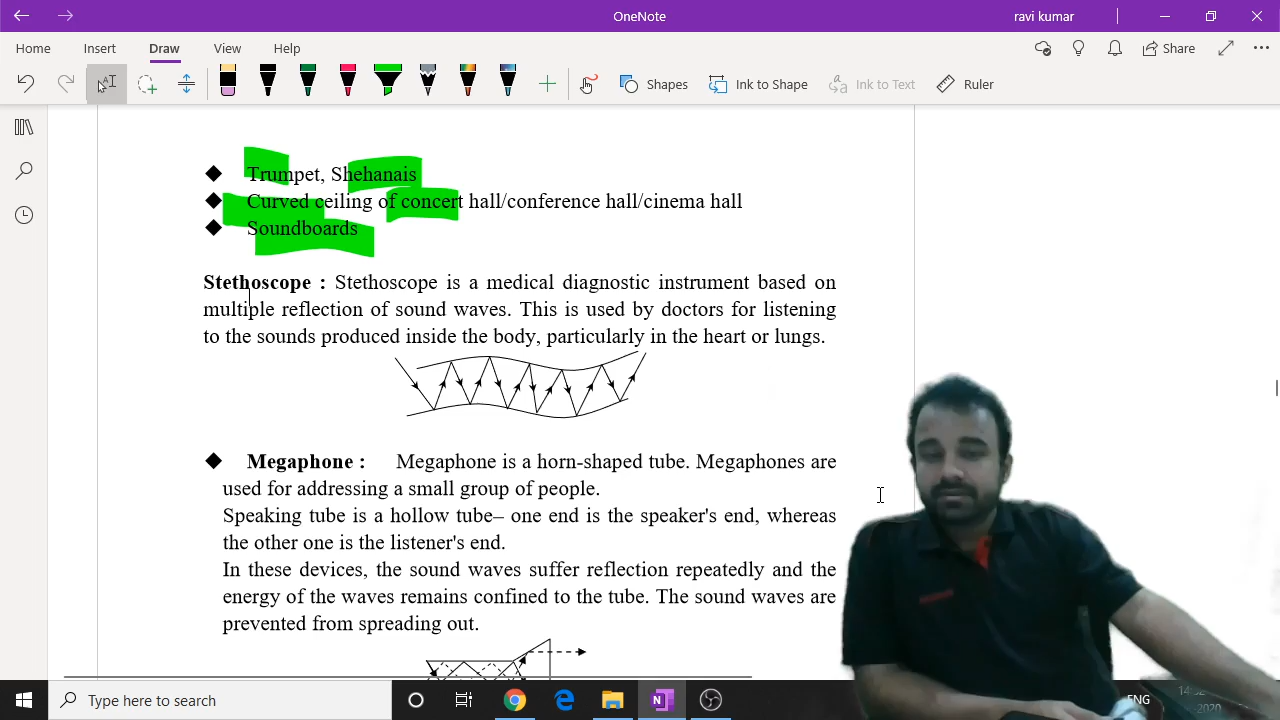 OneNote
ravi kumar
Home Insert Draw View Help
Share
Shapes Ink to Shape Ink to Text Ruler
Trumpet, Shehanais
Curved ceiling of concert hall/conference hall/cinema hall
Soundboards
Stethoscope : Stethoscope is a medical diagnostic instrument based on
multiple reflection of sound waves. This is used by doctors for listening
to the sounds produced inside the body, particularly in the heart or lungs.
Megaphone : Megaphone is a horn-shaped tube. Megaphones are
used for addressing a small group of people.
Speaking tube is a hollow tube– one end is the speaker's end, whereas
the other one is the listener's end.
In these devices, the sound waves suffer reflection repeatedly and the
energy of the waves remains confined to the tube. The sound waves are
prevented from spreading out.
Type here to search
ENG
2020